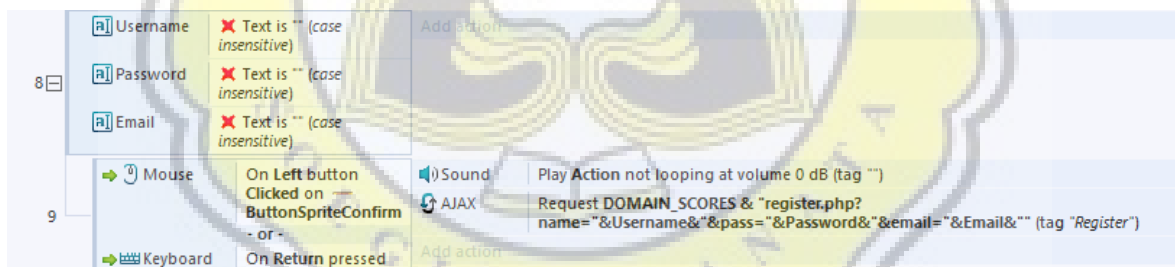 Username Text is "" (case Add action
insensitive)
8 Password Text is "" (case
insensitive)
Email Text is "" (case
insensitive)
Mouse On Left button Sound Play Action not looping at volume 0 dB (tag "")
Clicked on AJAX Request DOMAIN_SCORES & "register.php?
9 ButtonSpriteConfirm name="&Username&"&pass="&Password&"&email="&Email&"" (tag "Register")
- or - Add action
Keyboard On Return pressed